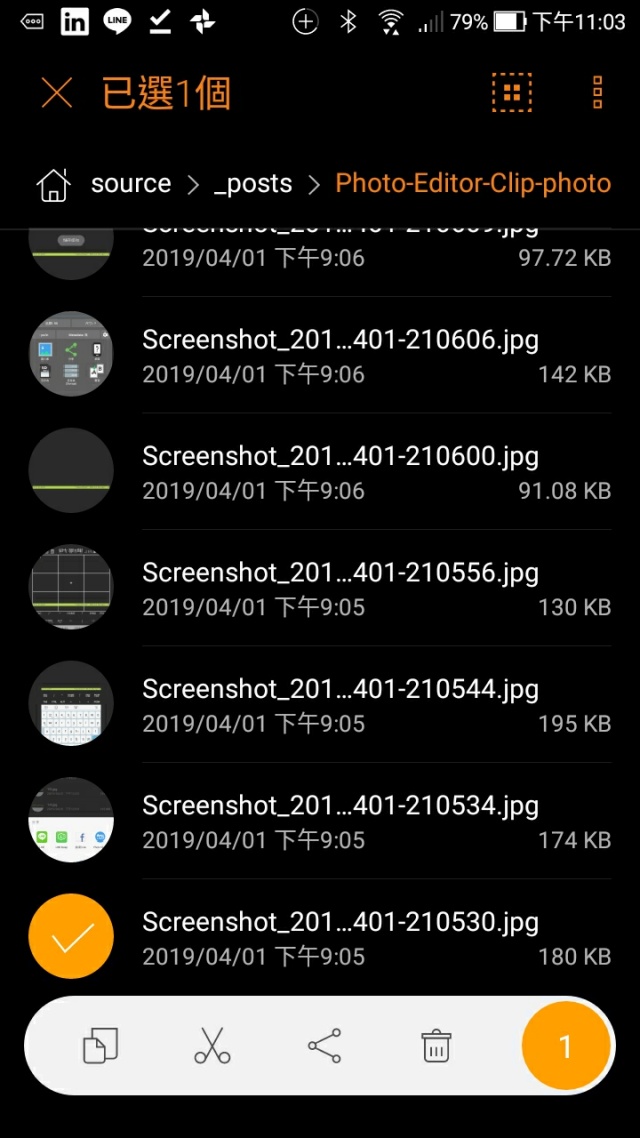 LINE
79% 下午11:03
已選1個
source > _posts > Photo-Editor-Clip-photo
2019/04/01 下午9:06 97.72 KB
Screenshot_201…401-210606.jpg
2019/04/01 下午9:06 142 KB
Screenshot_201…401-210600.jpg
2019/04/01 下午9:06 91.08 KB
Screenshot_201…401-210556.jpg
2019/04/01 下午9:05 130 KB
Screenshot_201…401-210544.jpg
2019/04/01 下午9:05 195 KB
Screenshot_201…401-210534.jpg
2019/04/01 下午9:05 174 KB
Screenshot_201…401-210530.jpg
2019/04/01 下午9:05 180 KB
1